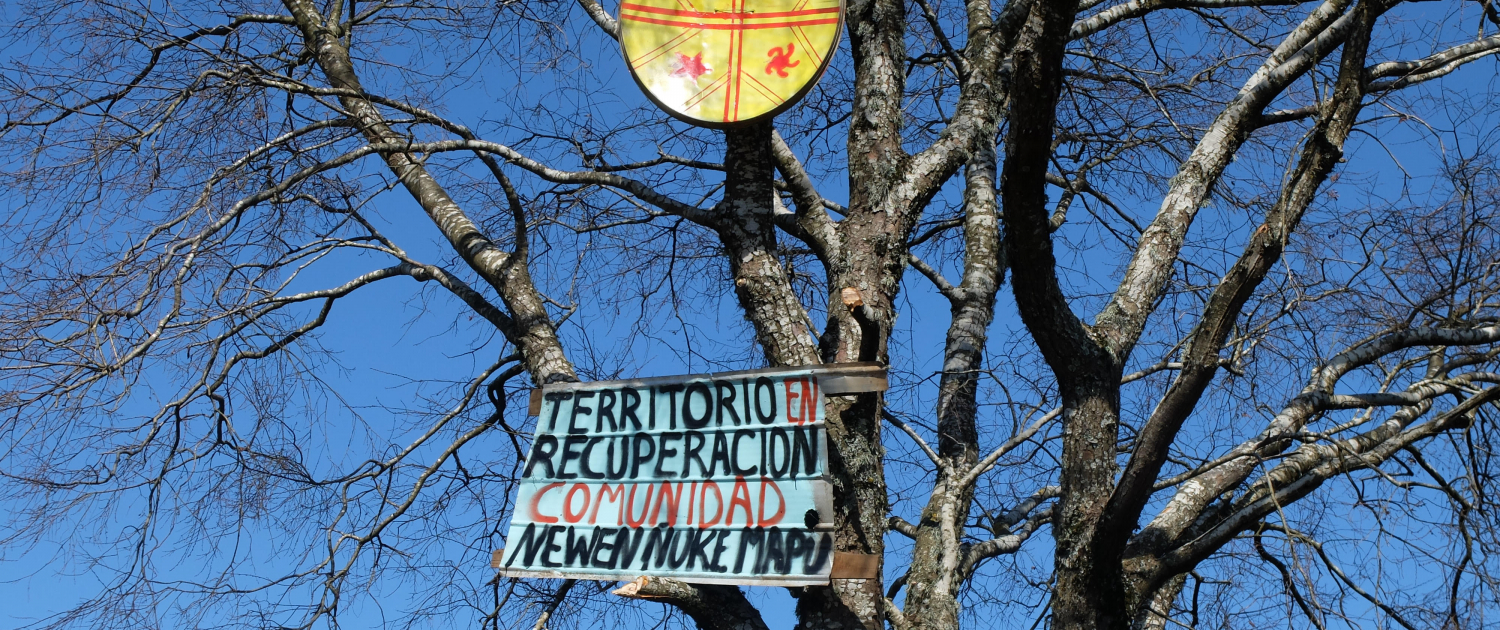 TERRITORIO EN
RECUPERACION
COMUNIDAD
NEWEN ÑUKE MAPU